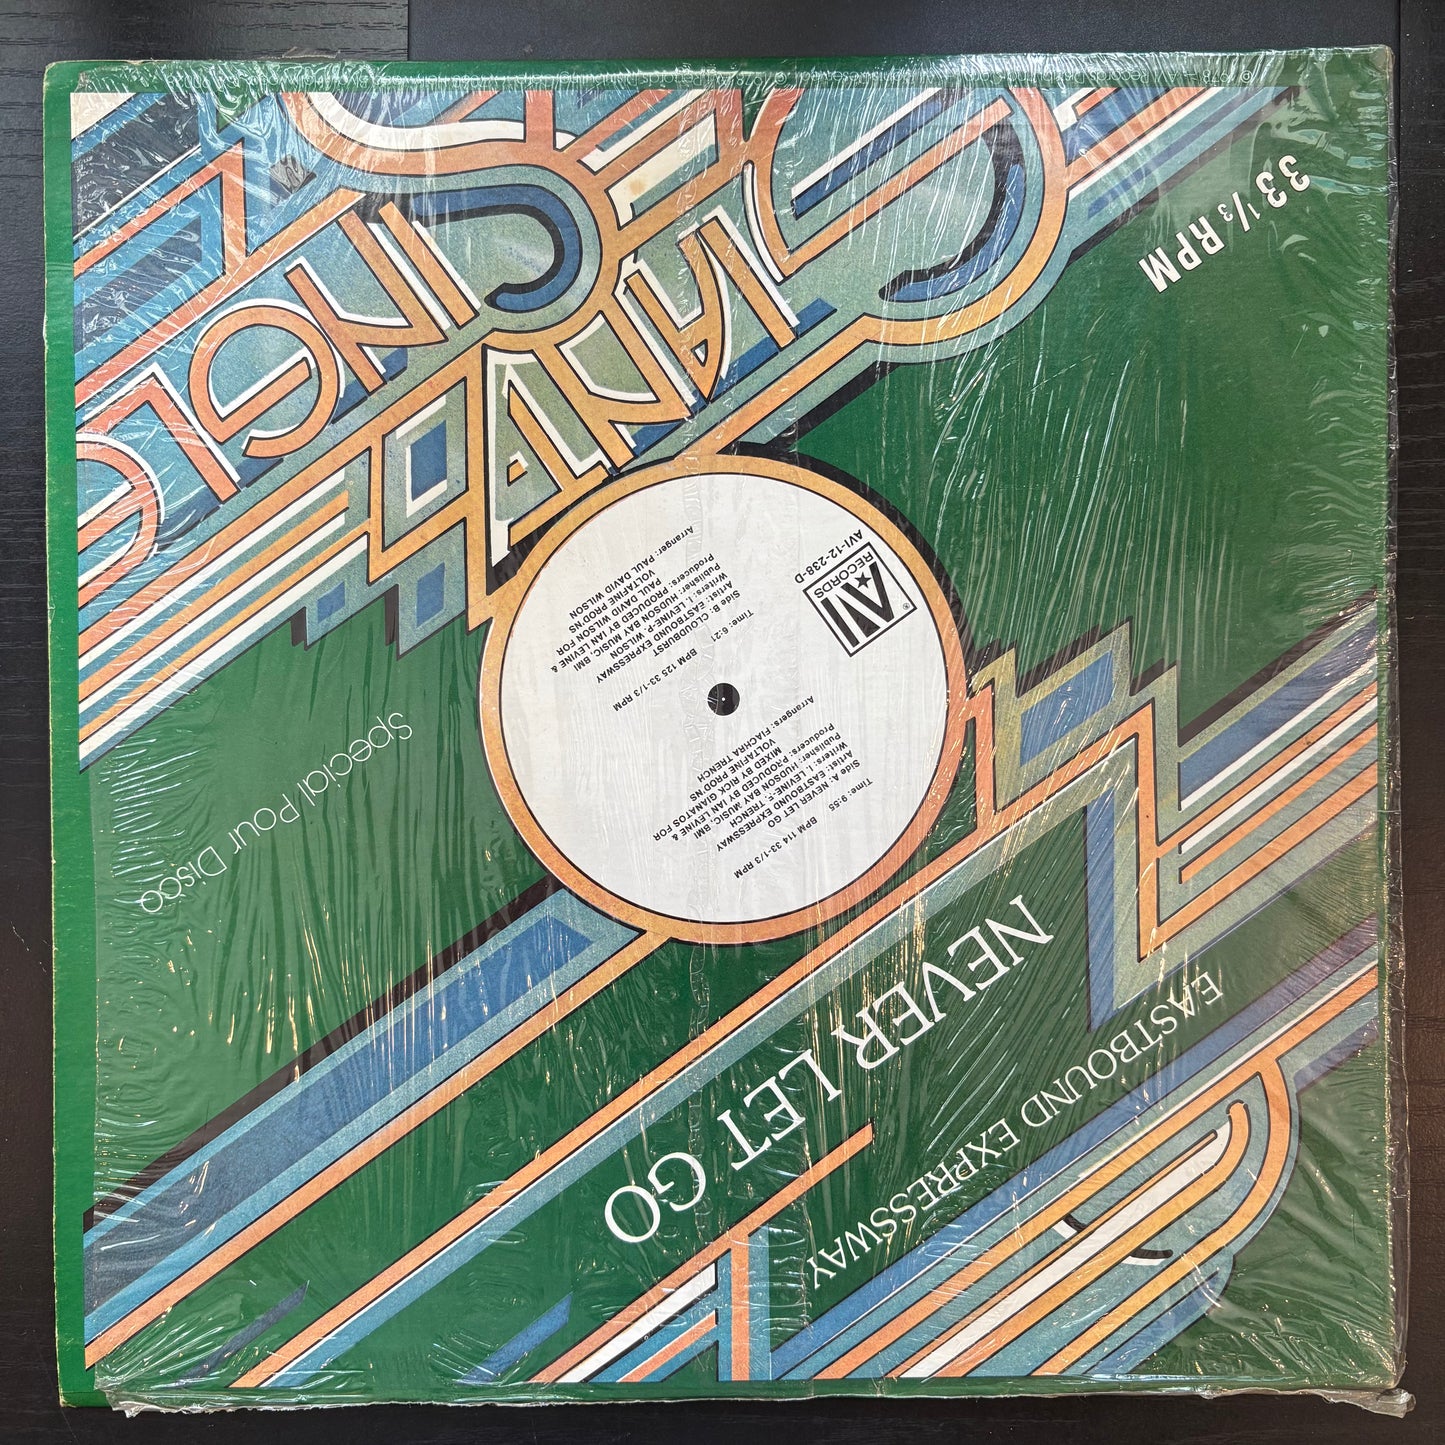 GIANT
SINGLE
33 1/3 RPM
Special Pour Disco
NEVER LET GO
EASTBOUND EXPRESSWAY
AVI
RECORDS
®
AVI-12-238-D
Time: 9:55 BPM 114 33-1/3 RPM
Side A: NEVER LET GO
Artist: EASTBOUND EXPRESSWAY
Writers: I. LEVINE-F. TRENCH
Publisher: HUDSON BAY MUSIC, BMI
Producers: PRODUCED BY IAN LEVINE &
MIXED BY RICK GIANATOS FOR
VOLTAFINE PROD'NS
Arrangers: FIACHRA TRENCH
Time: 6:21 BPM 125 33-1/3 RPM
Side B: CLOUDBURST
Artist: EASTBOUND EXPRESSWAY
Writers: I. LEVINE-P. WILSON
Publisher: HUDSON BAY MUSIC, BMI
Producers: PRODUCED BY IAN LEVINE &
PAUL DAVID WILSON FOR
VOLTAFINE PROD'NS
Arranger: PAUL DAVID WILSON